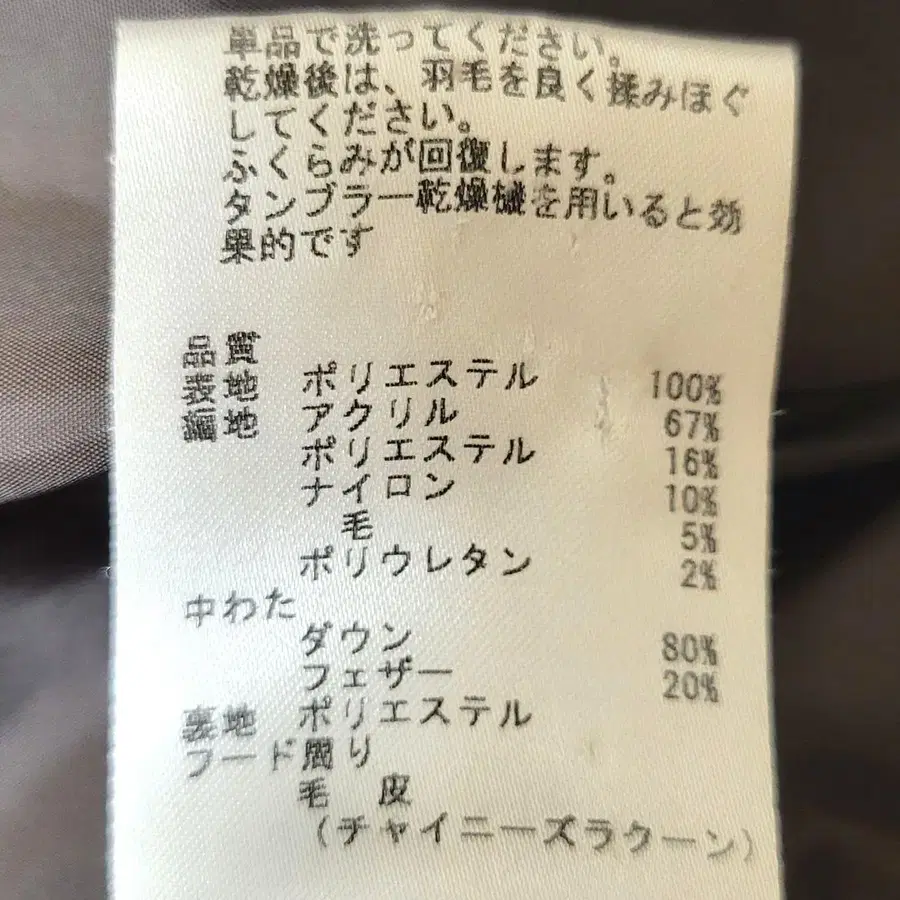 単品で洗ってください。
乾燥後は、羽毛を良く揉みほぐ
してください。
ふくらみが回復します。
タンブラー乾燥機を用いると効
果的です
品質
表地 ポリエステル 100%
編地 アクリル 67%
ポリエステル 16%
ナイロン 10%
毛 5%
ポリウレタン 2%
中わた
ダウン 80%
フェザー 20%
裏地 ポリエステル
フード周り
毛 皮
(チャイニーズラクーン)